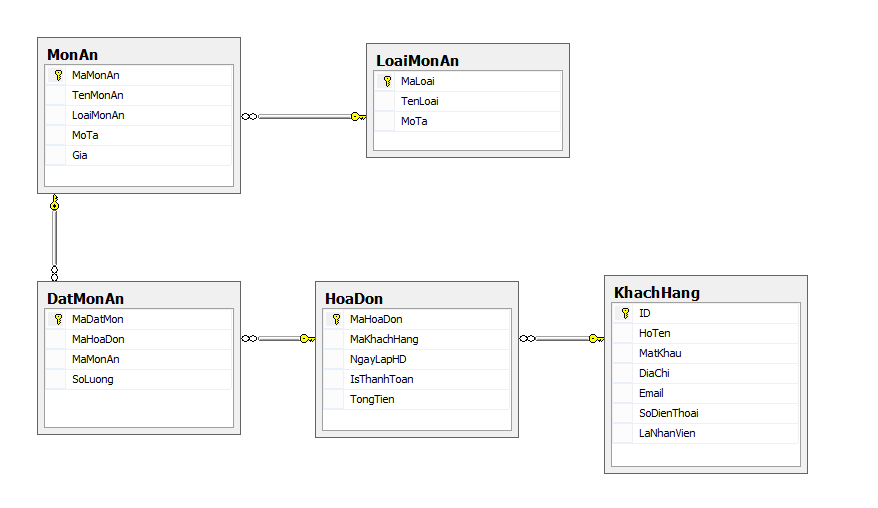 MonAn
MaMonAn
TenMonAn
LoaiMonAn
MoTa
Gia
LoaiMonAn
MaLoai
TenLoai
MoTa
DatMonAn
MaDatMon
MaHoaDon
MaMonAn
SoLuong
HoaDon
MaHoaDon
MaKhachHang
NgayLapHD
IsThanhToan
TongTien
KhachHang
ID
HoTen
MatKhau
DiaChi
Email
SoDienThoai
LaNhanVien